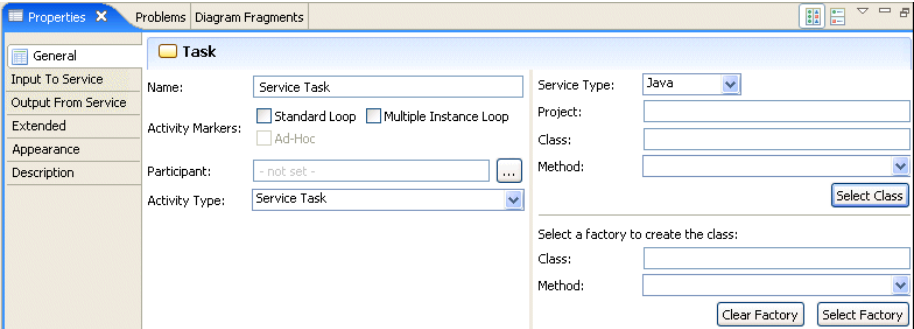 Properties Problems Diagram Fragments
General
Input To Service
Output From Service
Extended
Appearance
Description
Task
Name: Service Task
Activity Markers: Standard Loop Multiple Instance Loop
Ad-Hoc
Participant: - not set - ...
Activity Type: Service Task
Service Type: Java
Project:
Class:
Method:
Select Class
Select a factory to create the class:
Class:
Method:
Clear Factory Select Factory